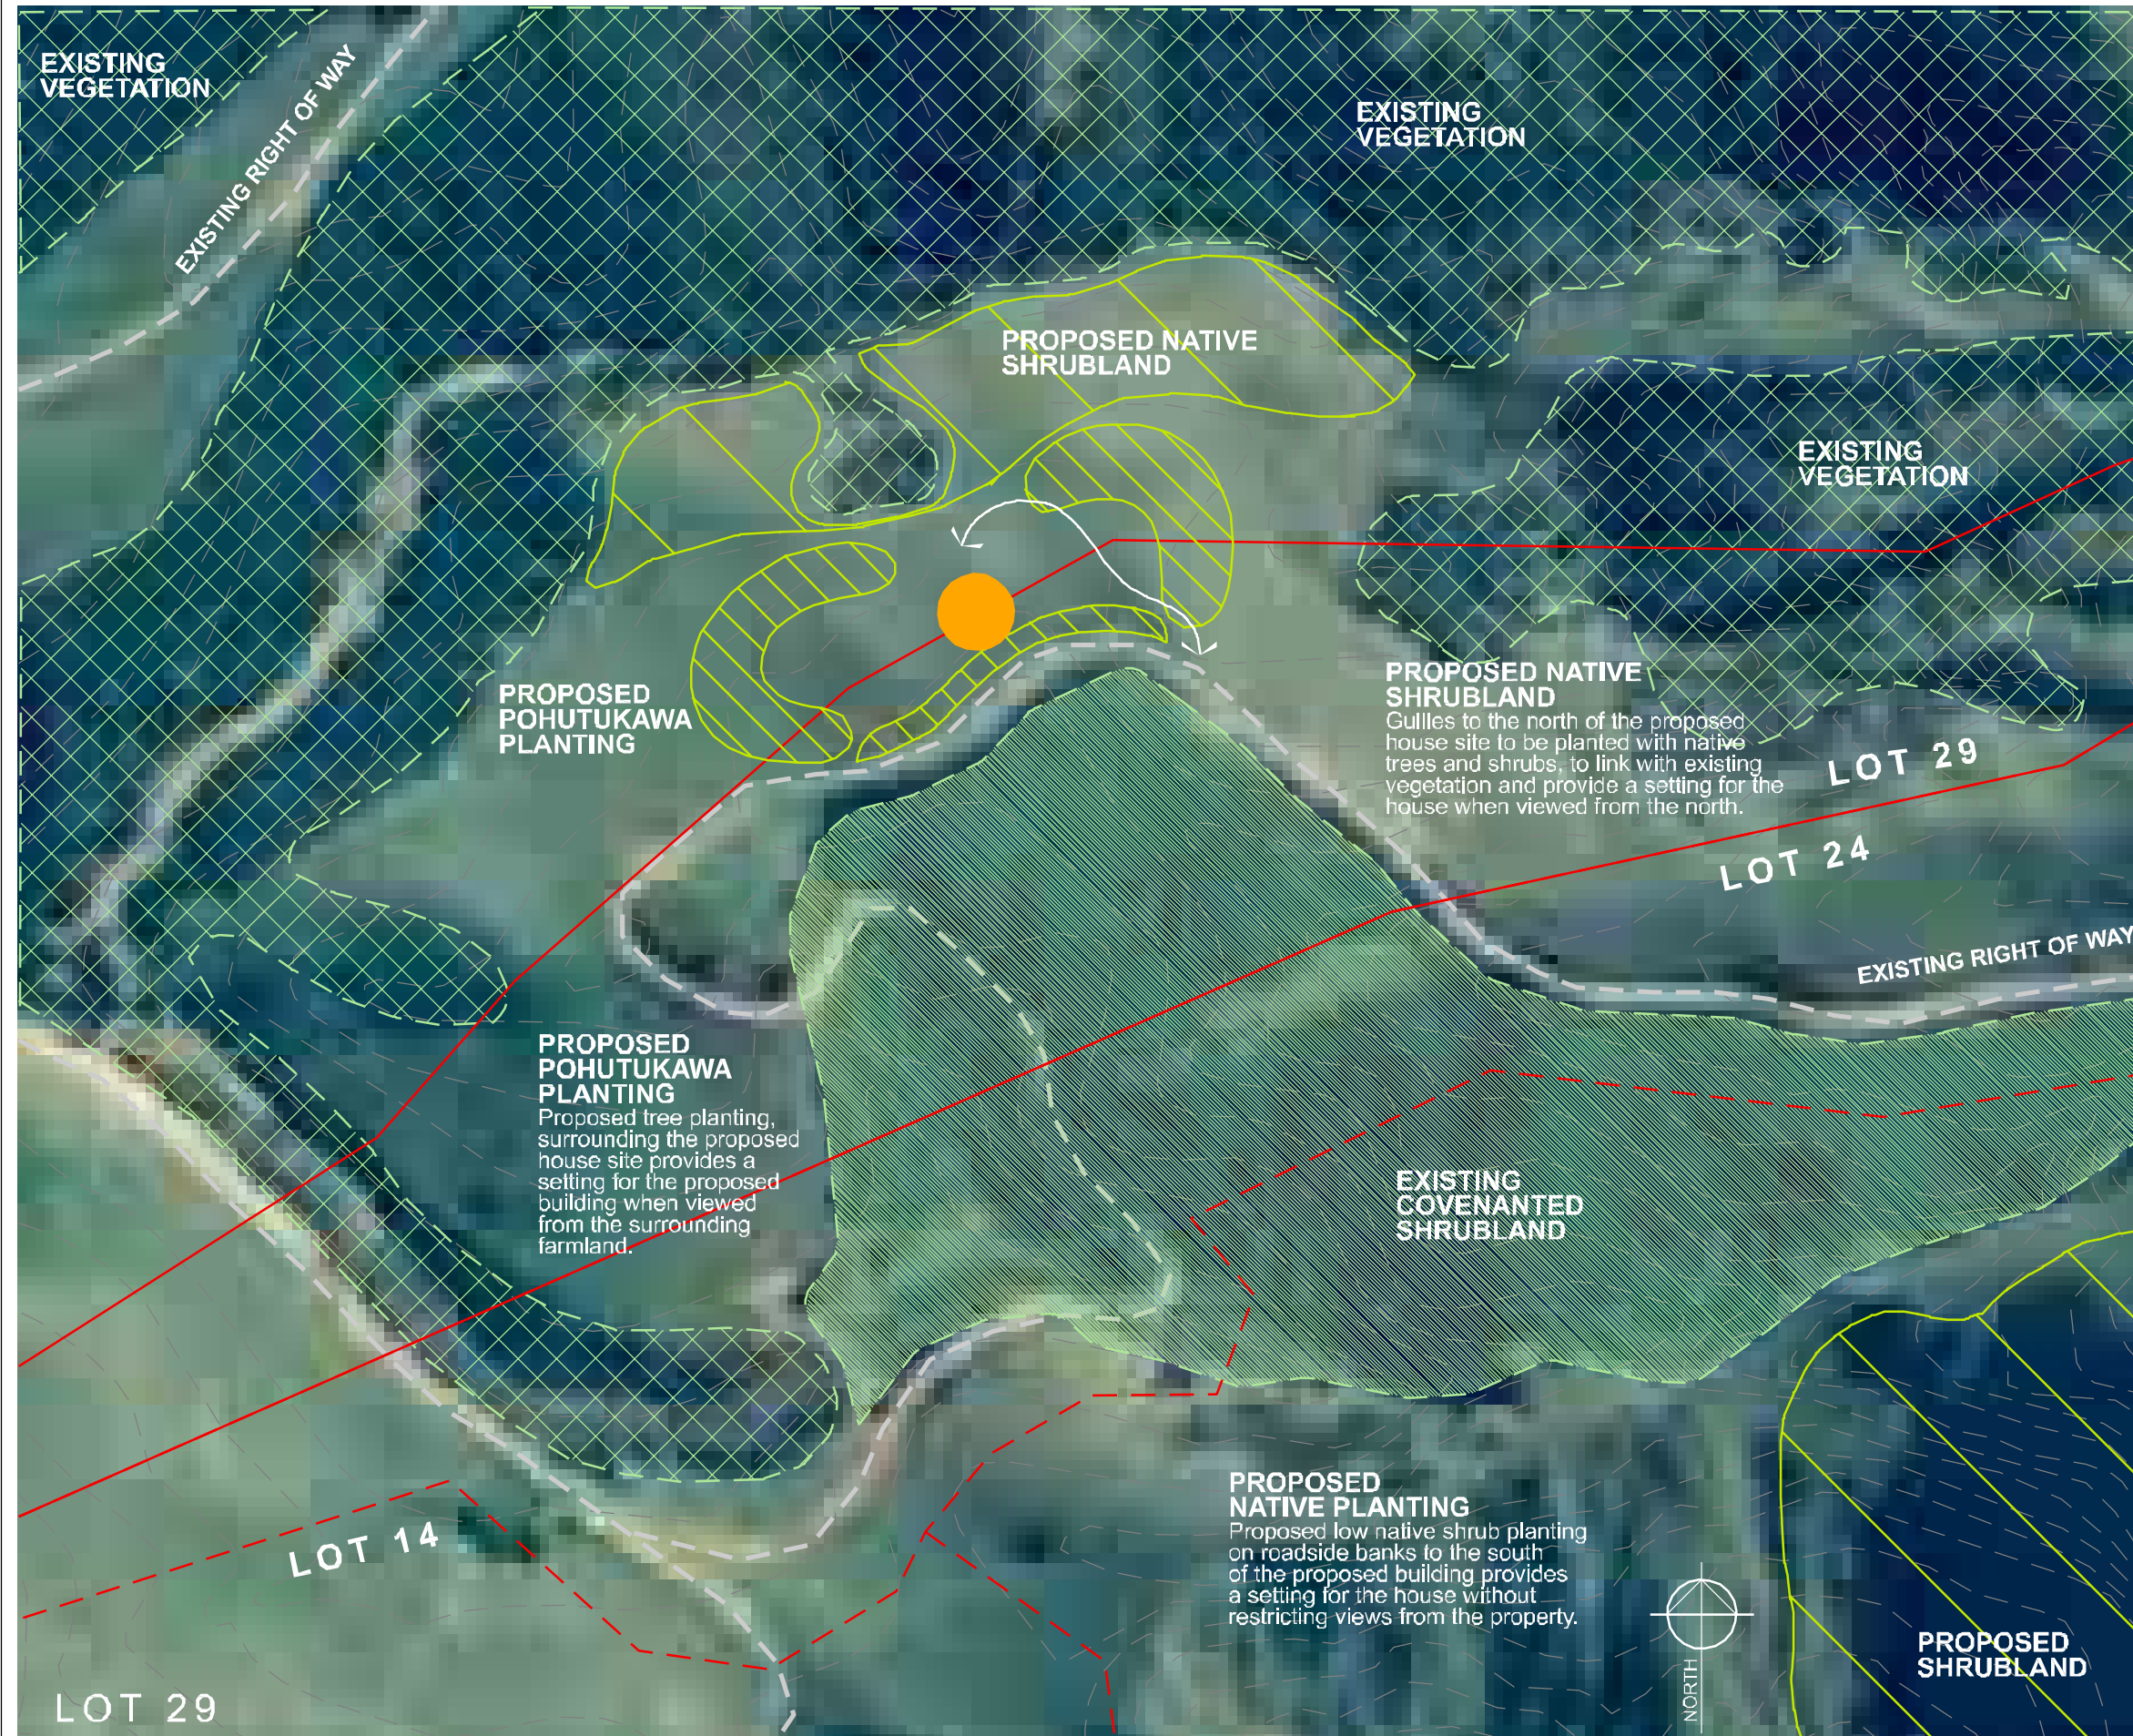 EXISTING
VEGETATION
EXISTING RIGHT OF WAY
EXISTING
VEGETATION
PROPOSED NATIVE
SHRUBLAND
EXISTING
VEGETATION
PROPOSED
POHUTUKAWA
PLANTING
PROPOSED NATIVE
SHRUBLAND
Gullies to the north of the proposed
house site to be planted with native
trees and shrubs, to link with existing
vegetation and provide a setting for the
house when viewed from the north.
LOT 29
LOT 24
EXISTING RIGHT OF WAY
PROPOSED
POHUTUKAWA
PLANTING
Proposed tree planting,
surrounding the proposed
house site provides a
setting for the proposed
building when viewed
from the surrounding
farmland.
EXISTING
COVENANTED
SHRUBLAND
PROPOSED
NATIVE PLANTING
Proposed low native shrub planting
on roadside banks to the south
of the proposed building provides
a setting for the house without
restricting views from the property.
LOT 14
NORTH
PROPOSED
SHRUBLAND
LOT 29